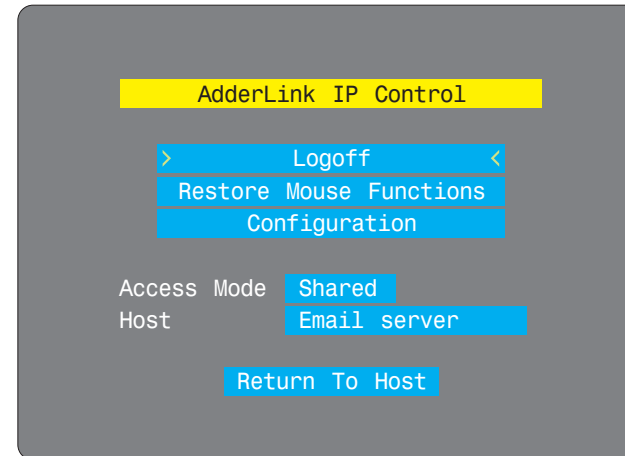 AdderLink IP Control
> Logoff <
Restore Mouse Functions
Configuration
Access Mode Shared
Host Email server
Return To Host